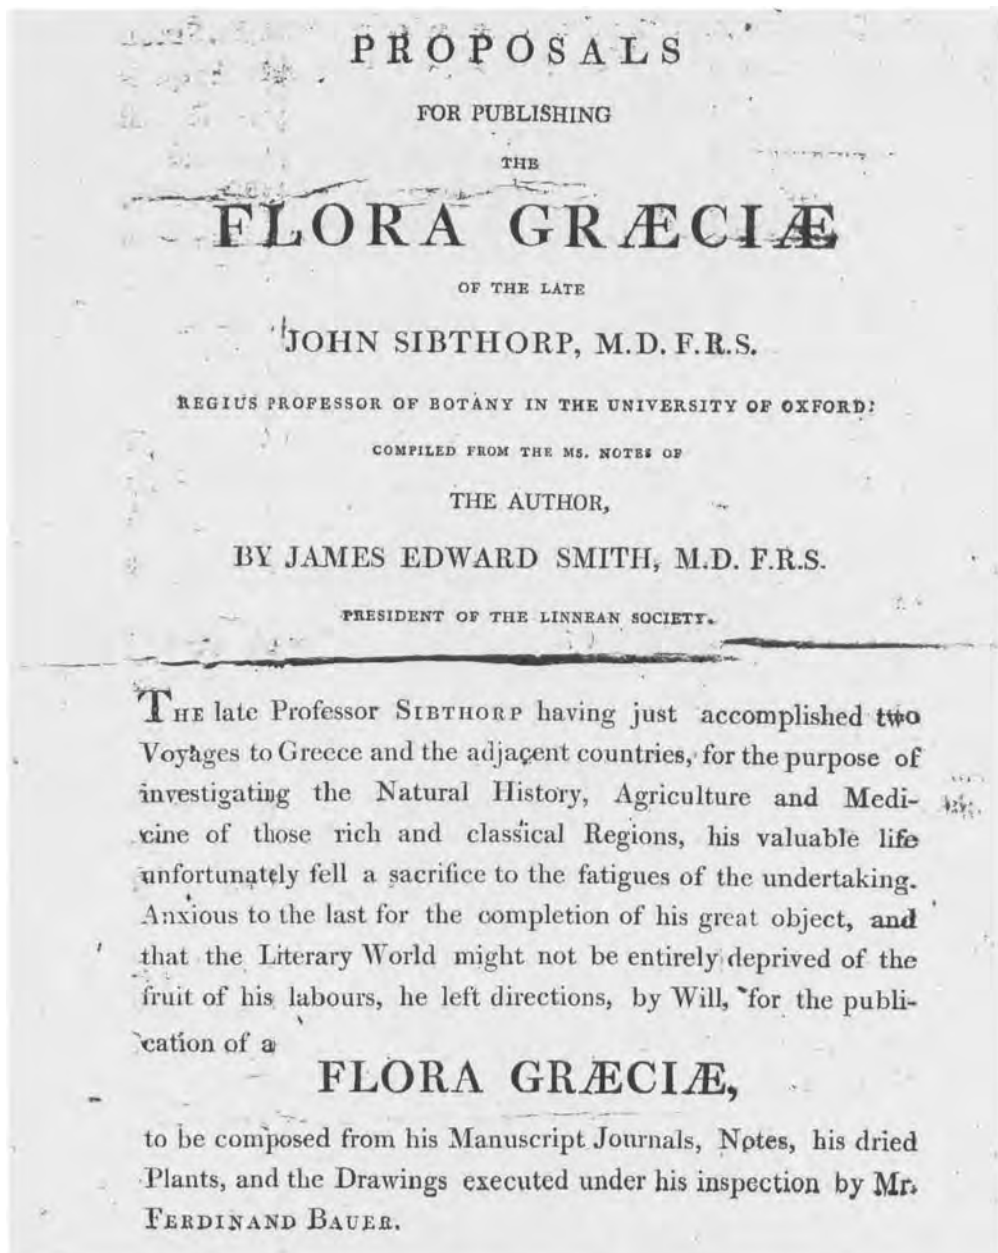 PROPOSALS
FOR PUBLISHING
THE
FLORA GRÆCIÆ
OF THE LATE
JOHN SIBTHORP, M.D. F.R.S.
REGIUS PROFESSOR OF BOTANY IN THE UNIVERSITY OF OXFORD:
COMPILED FROM THE MS. NOTES OF
THE AUTHOR,
BY JAMES EDWARD SMITH, M.D. F.R.S.
PRESIDENT OF THE LINNEAN SOCIETY.
THE late Professor SIBTHORP having just accomplished two
Voyages to Greece and the adjacent countries, for the purpose of
investigating the Natural History, Agriculture and Medi-
cine of those rich and classical Regions, his valuable life
unfortunately fell a sacrifice to the fatigues of the undertaking.
Anxious to the last for the completion of his great object, and
that the Literary World might not be entirely deprived of the
fruit of his labours, he left directions, by Will, for the publi-
cation of a
FLORA GRÆCIÆ,
to be composed from his Manuscript Journals, Notes, his dried
Plants, and the Drawings executed under his inspection by Mr.
FERDINAND BAUER.